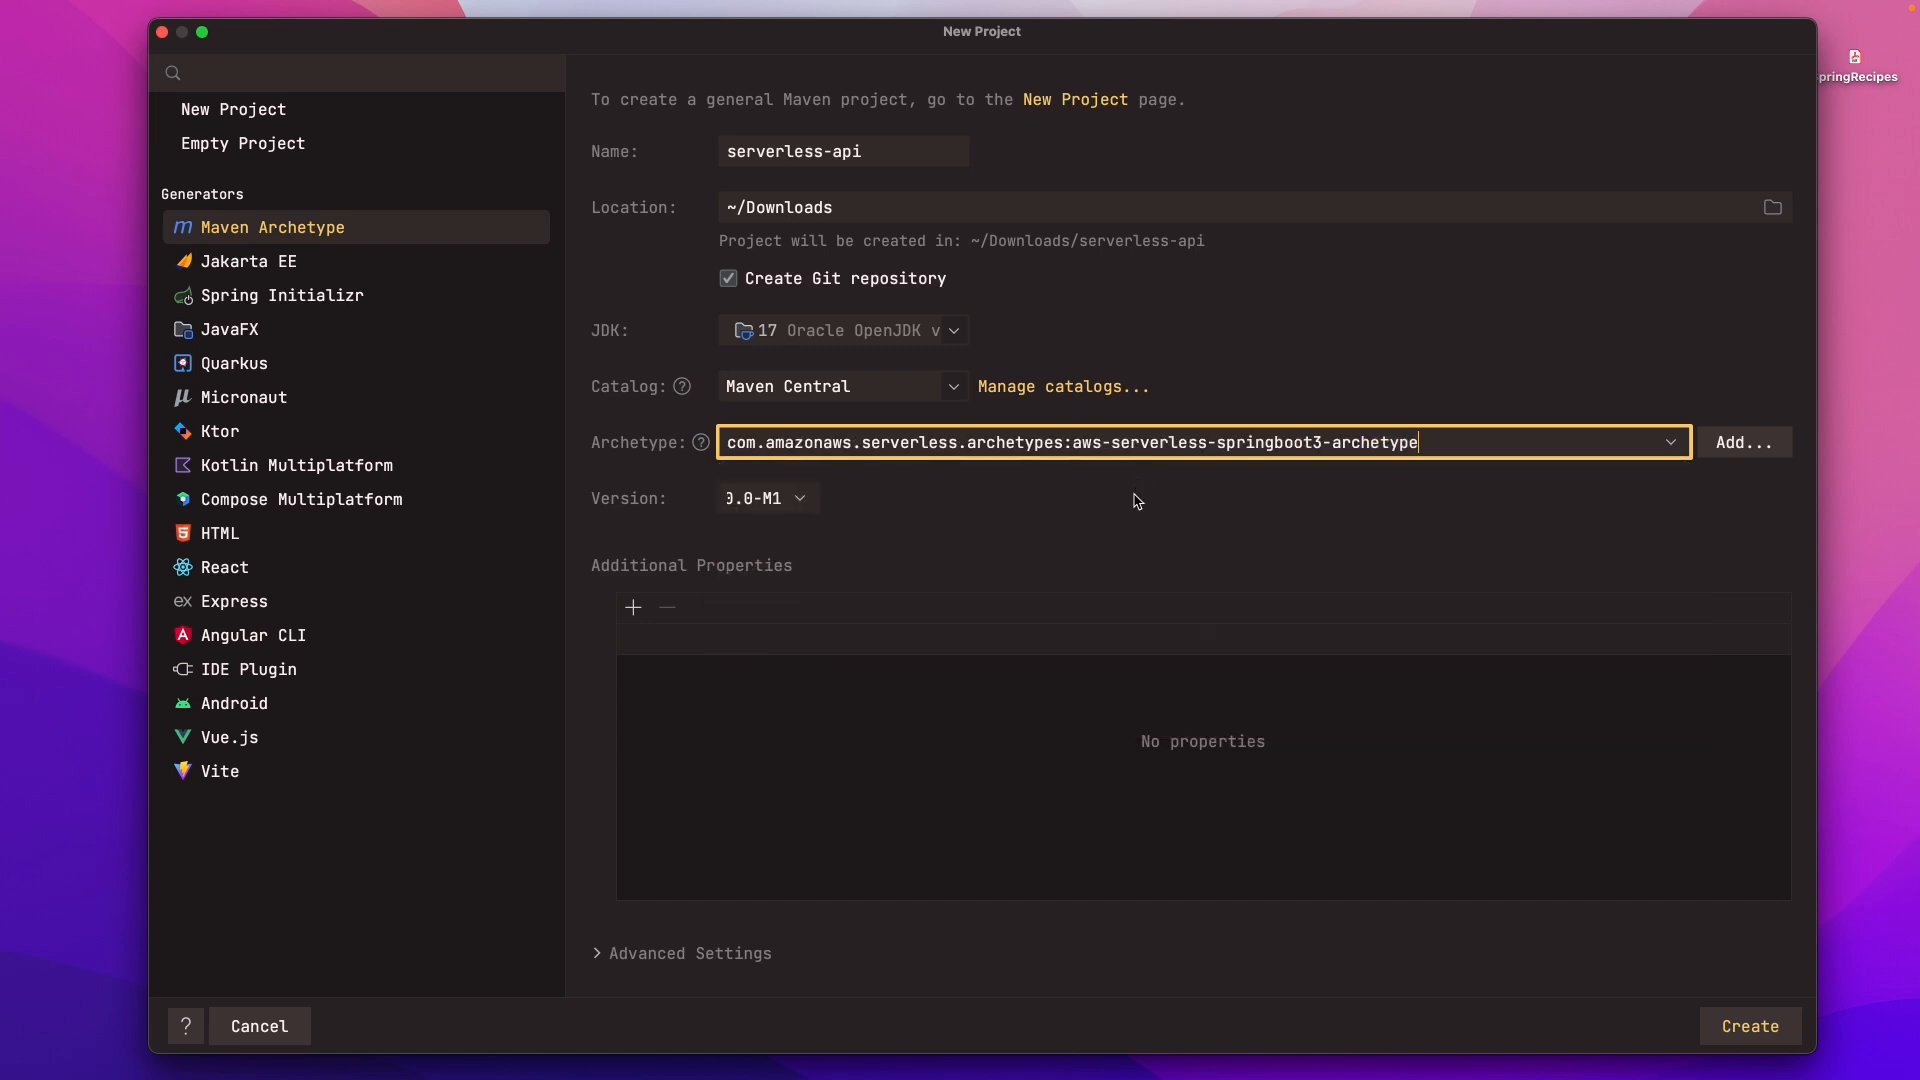 New Project
pringRecipes
New Project
Empty Project
Generators
Maven Archetype
Jakarta EE
Spring Initializr
JavaFX
Quarkus
Micronaut
Ktor
Kotlin Multiplatform
Compose Multiplatform
HTML
React
ex Express
Angular CLI
IDE Plugin
Android
Vue.js
Vite
To create a general Maven project, go to the New Project page.
Name: serverless-api
Location: ~/Downloads
Project will be created in: ~/Downloads/serverless-api
Create Git repository
JDK: 17 Oracle OpenJDK v
Catalog: ? Maven Central Manage catalogs...
Archetype: ? com.amazonaws.serverless.archetypes:aws-serverless-springboot3-archetype Add...
Version: .0-M1
Additional Properties
No properties
Advanced Settings
? Cancel Create